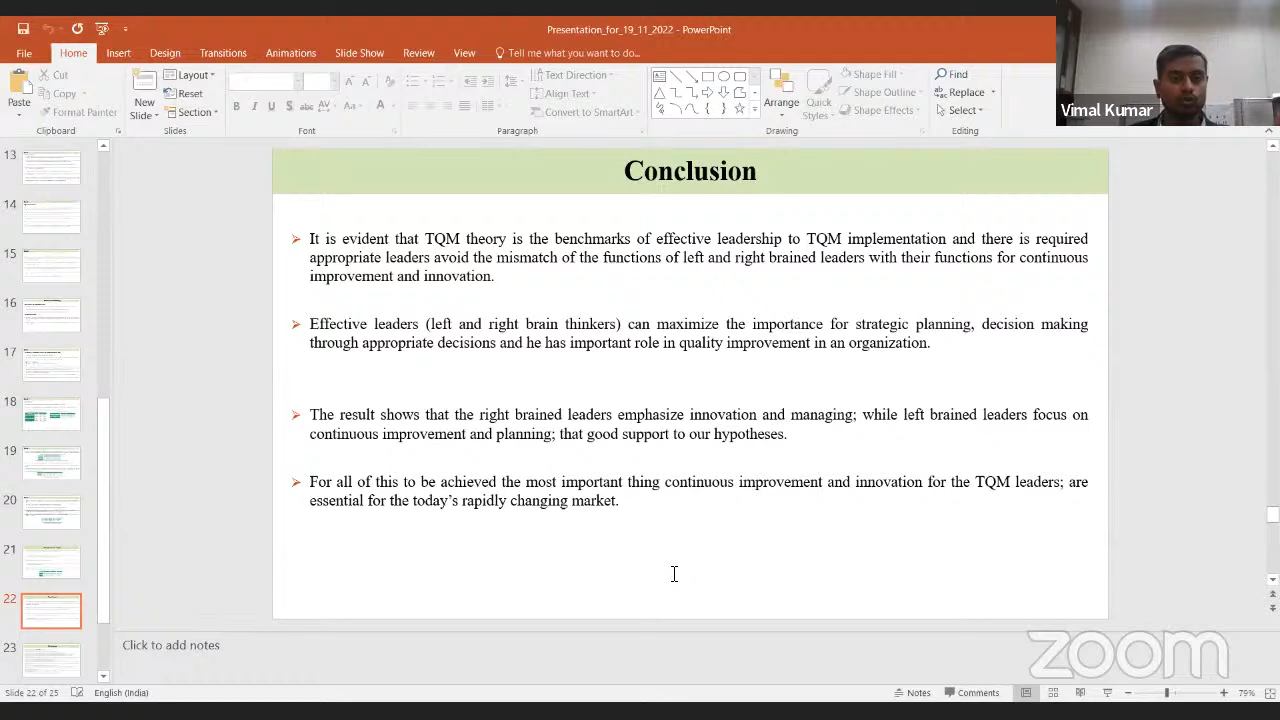 Presentation_for_19_11_2022 - PowerPoint
File Home Insert Design Transitions Animations Slide Show Review View Tell me what you want to do...
Vimal Kumar
Paste
Cut
Copy
Format Painter
Clipboard
New
Slide
Layout
Reset
Section
Slides
B I U S abc AV Aa A
Font
Text Direction
Align Text
Convert to SmartArt
Paragraph
Arrange
Quick
Styles
Shape Fill
Shape Outline
Shape Effects
Drawing
Find
Replace
Select
Editing
13
14
15
16
17
18
19
20
21
22
23
Conclusion
It is evident that TQM theory is the benchmarks of effective leadership to TQM implementation and there is required
appropriate leaders avoid the mismatch of the functions of left and right brained leaders with their functions for continuous
improvement and innovation.
Effective leaders (left and right brain thinkers) can maximize the importance for strategic planning, decision making
through appropriate decisions and he has important role in quality improvement in an organization.
The result shows that the right brained leaders emphasize innovation and managing; while left brained leaders focus on
continuous improvement and planning; that good support to our hypotheses.
For all of this to be achieved the most important thing continuous improvement and innovation for the TQM leaders; are
essential for the today's rapidly changing market.
Click to add notes
zoom
Slide 22 of 25 English (India) Notes Comments 79%